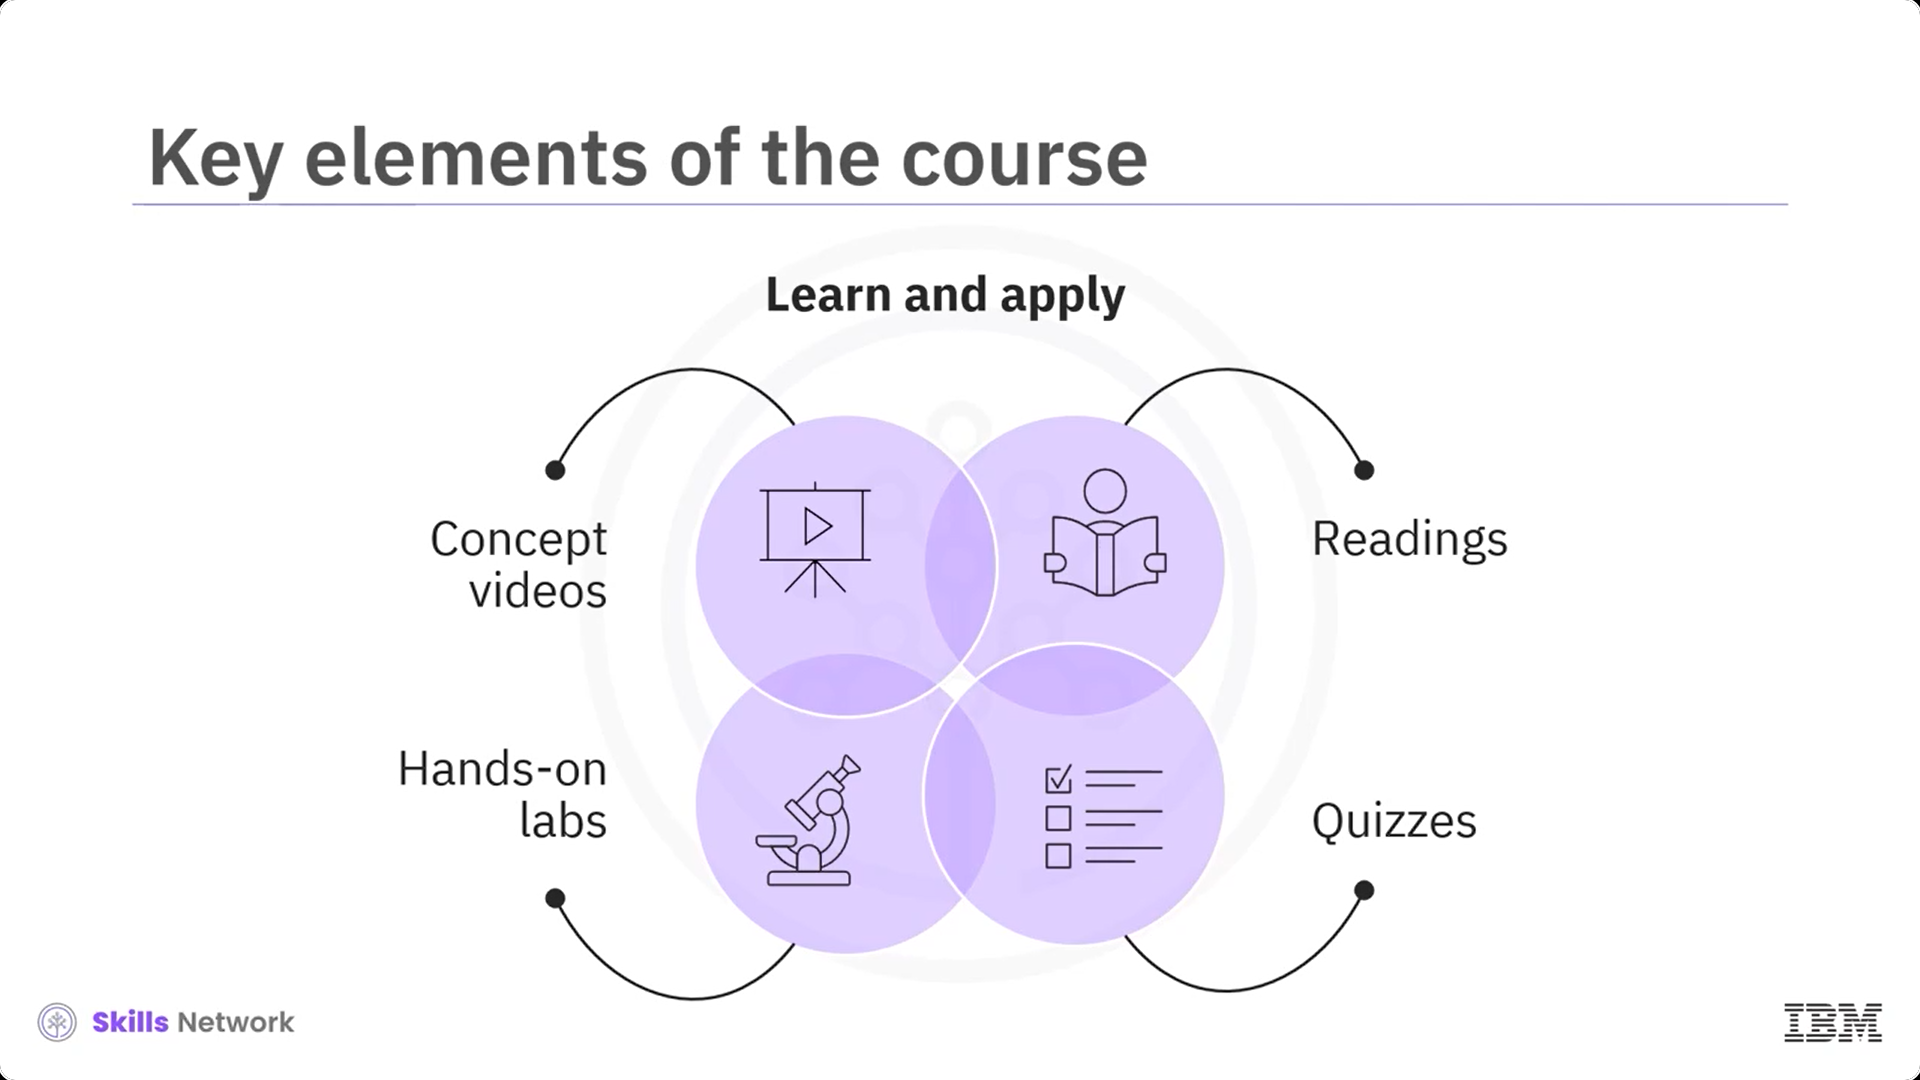 Key elements of the course
Learn and apply
Concept
videos
Readings
Hands-on
labs
Quizzes
Skills Network
IBM